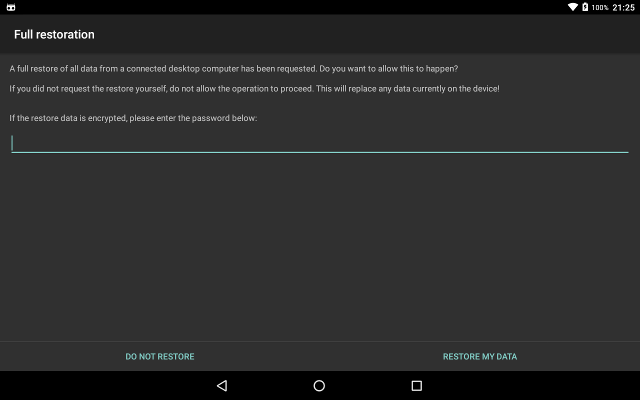 100% 21:25
Full restoration
A full restore of all data from a connected desktop computer has been requested. Do you want to allow this to happen?
If you did not request the restore yourself, do not allow the operation to proceed. This will replace any data currently on the device!
If the restore data is encrypted, please enter the password below:
DO NOT RESTORE RESTORE MY DATA